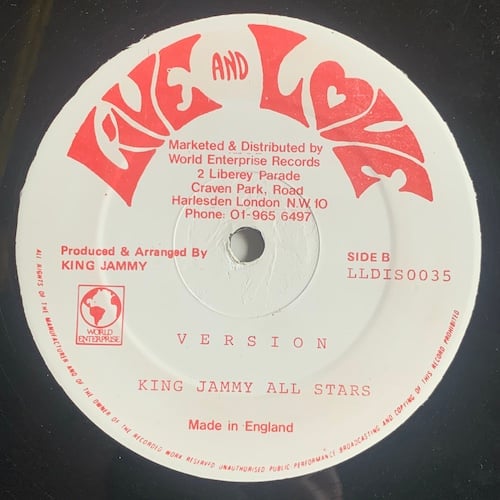 LIVE AND LOVE
Marketed & Distributed by
World Enterprise Records
2 Liberey Parade
Craven Park, Road
Harlesden London N.W 10
Phone: 01-965 6497
Produced & Arranged By
KING JAMMY
SIDE B
LLDIS0035
WORLD
ENTERPRISE
VERSION
KING JAMMY ALL STARS
Made in England
ALL RIGHTS OF THE MANUFACTURER AND OF THE OWNER OF THE RECORDED WORK RESERVED UNAUTHORISED PUBLIC PERFORMANCE BROADCASTING AND COPYING OF THIS RECORD PROHIBITED